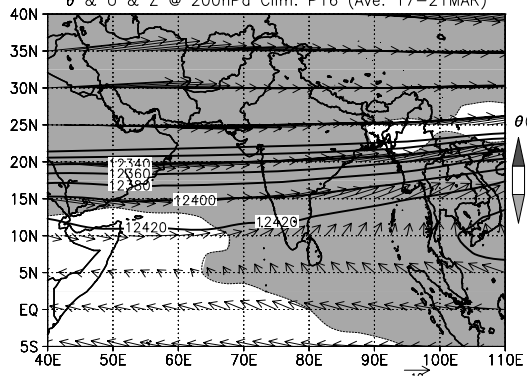 θ & U & Z @ 200hPa Clim. P16 (Ave. 17-21MAR)
40N
35N
30N
25N
20N
15N
10N
5N
EQ
5S
12340
12360
12380
12400
12420
12420
θ
40E 50E 60E 70E 80E 90E 100E 110E